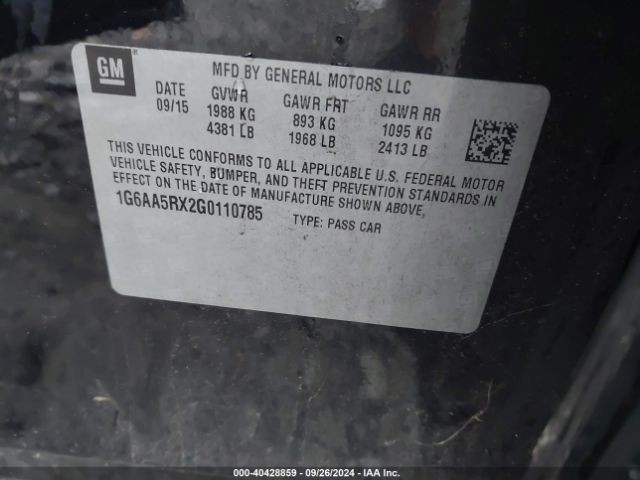 GM
MFD BY GENERAL MOTORS LLC
DATE GVWR GAWR FRT GAWR RR
09/15 1988 KG 893 KG 1095 KG
4381 LB 1968 LB 2413 LB
THIS VEHICLE CONFORMS TO ALL APPLICABLE U.S. FEDERAL MOTOR
VEHICLE SAFETY, BUMPER, AND THEFT PREVENTION STANDARDS IN
EFFECT ON THE DATE OF MANUFACTURE SHOWN ABOVE.
1G6AA5RX2G0110785 TYPE: PASS CAR
000-40428859 - 09/26/2024 - IAA Inc.